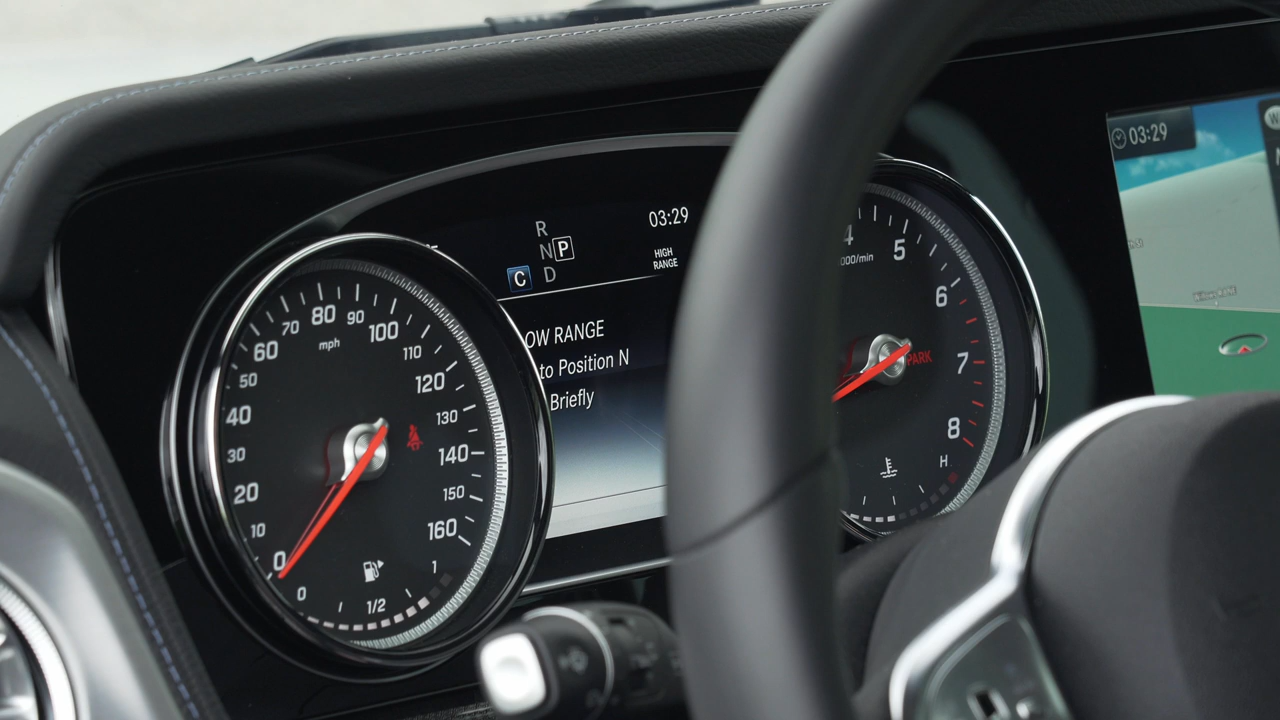 R
N P
C D
03:29
HIGH
RANGE
OW RANGE
to Position N
Briefly
0
10
20
30
40
50
60
70
80
90
100
110
120
130
140
150
160
mph
0
1/2
1
4
5
6
7
8
000/min
PARK
H
03:29